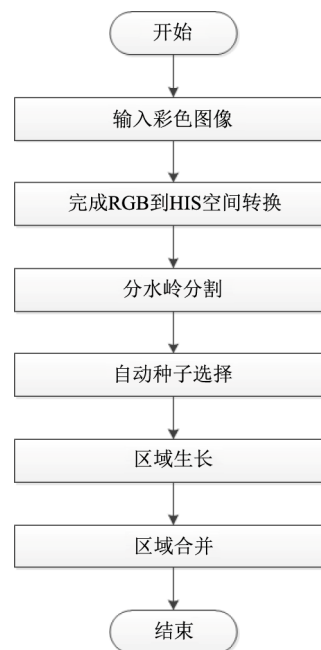 开始
输入彩色图像
完成RGB到HIS空间转换
分水岭分割
自动种子选择
区域生长
区域合并
结束